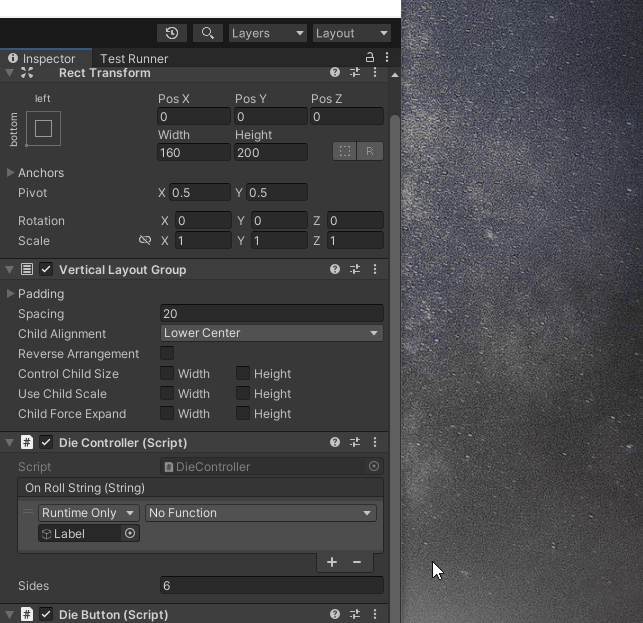 Layers
Layout
Inspector
Test Runner
Rect Transform
left
bottom
Pos X Pos Y Pos Z
0 0 0
Width Height
160 200
R
Anchors
Pivot X 0.5 Y 0.5
Rotation X 0 Y 0 Z 0
Scale X 1 Y 1 Z 1
Vertical Layout Group
Padding
Spacing 20
Child Alignment Lower Center
Reverse Arrangement
Control Child Size Width Height
Use Child Scale Width Height
Child Force Expand Width Height
# Die Controller (Script)
Script # DieController
On Roll String (String)
Runtime Only No Function
Label
+ −
Sides 6
# Die Button (Script)